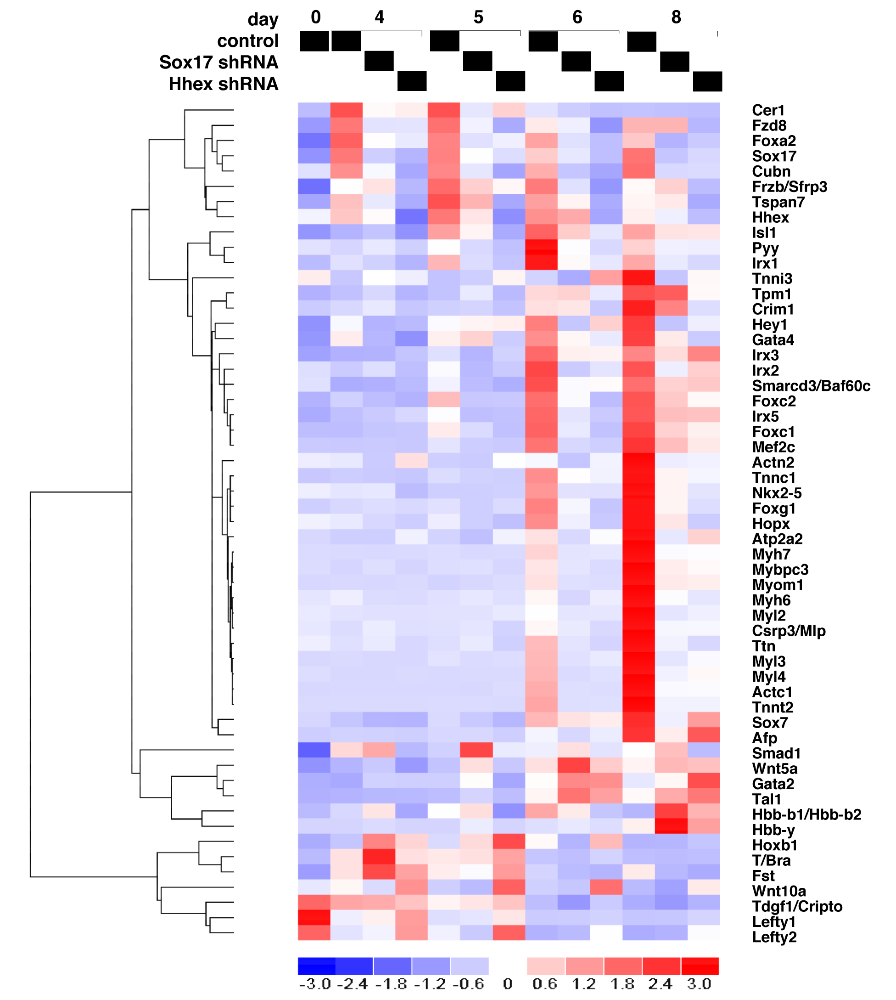 day 0 4 5 6 8
control
Sox17 shRNA
Hhex shRNA
Cer1
Fzd8
Foxa2
Sox17
Cubn
Frzb/Sfrp3
Tspan7
Hhex
Isl1
Pyy
Irx1
Tnni3
Tpm1
Crim1
Hey1
Gata4
Irx3
Irx2
Smarcd3/Baf60c
Foxc2
Irx5
Foxc1
Mef2c
Actn2
Tnnc1
Nkx2-5
Foxg1
Hopx
Atp2a2
Myh7
Mybpc3
Myom1
Myh6
Myl2
Csrp3/Mlp
Ttn
Myl3
Myl4
Actc1
Tnnt2
Sox7
Afp
Smad1
Wnt5a
Gata2
Tal1
Hbb-b1/Hbb-b2
Hbb-y
Hoxb1
T/Bra
Fst
Wnt10a
Tdgf1/Cripto
Lefty1
Lefty2
-3.0 -2.4 -1.8 -1.2 -0.6 0 0.6 1.2 1.8 2.4 3.0